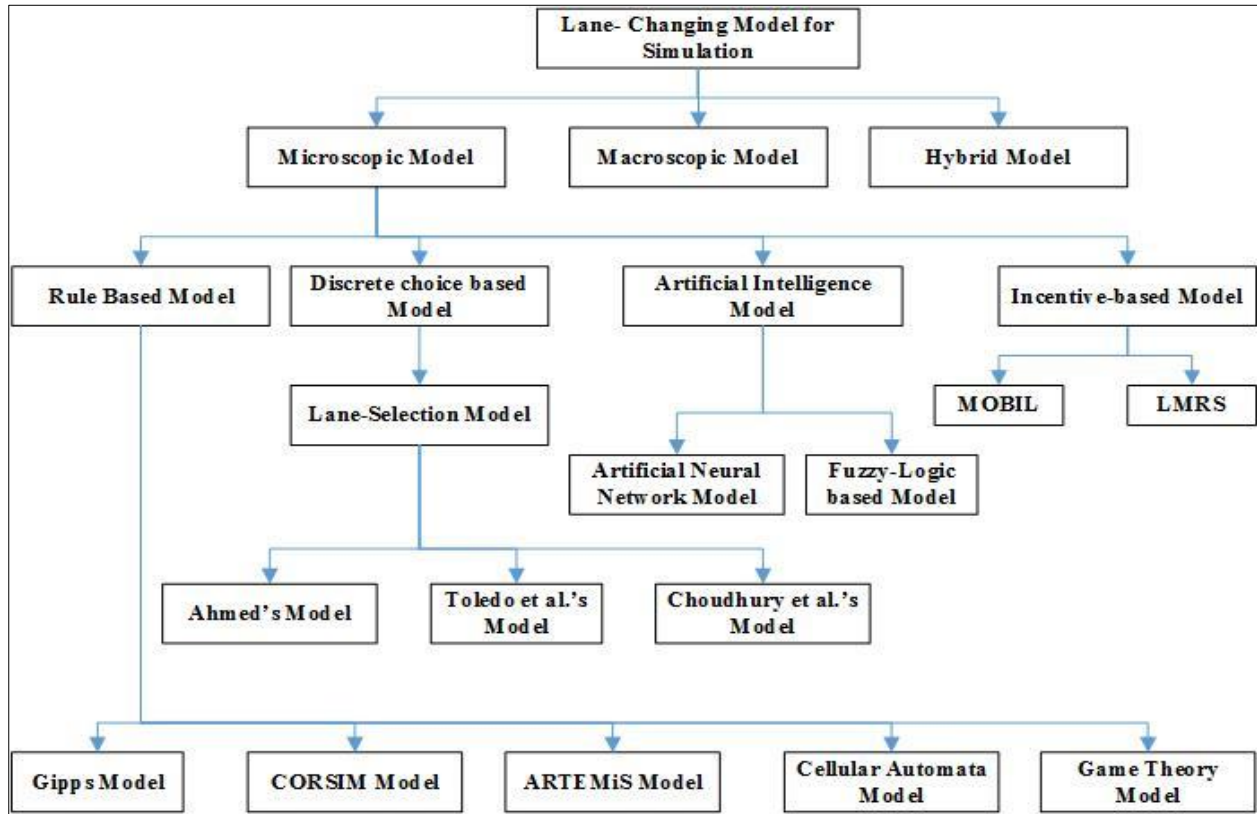 Lane- Changing Model for
Simulation
Microscopic Model
Macroscopic Model
Hybrid Model
Rule Based Model
Discrete choice based
Model
Artificial Intelligence
Model
Incentive-based Model
Lane-Selection Model
MOBIL
LMRS
Artificial Neural
Network Model
Fuzzy-Logic
based Model
Ahmed’s Model
Toledo et al.’s
Model
Choudhury et al.’s
Model
Gipps Model
CORSIM Model
ARTEMiS Model
Cellular Automata
Model
Game Theory
Model